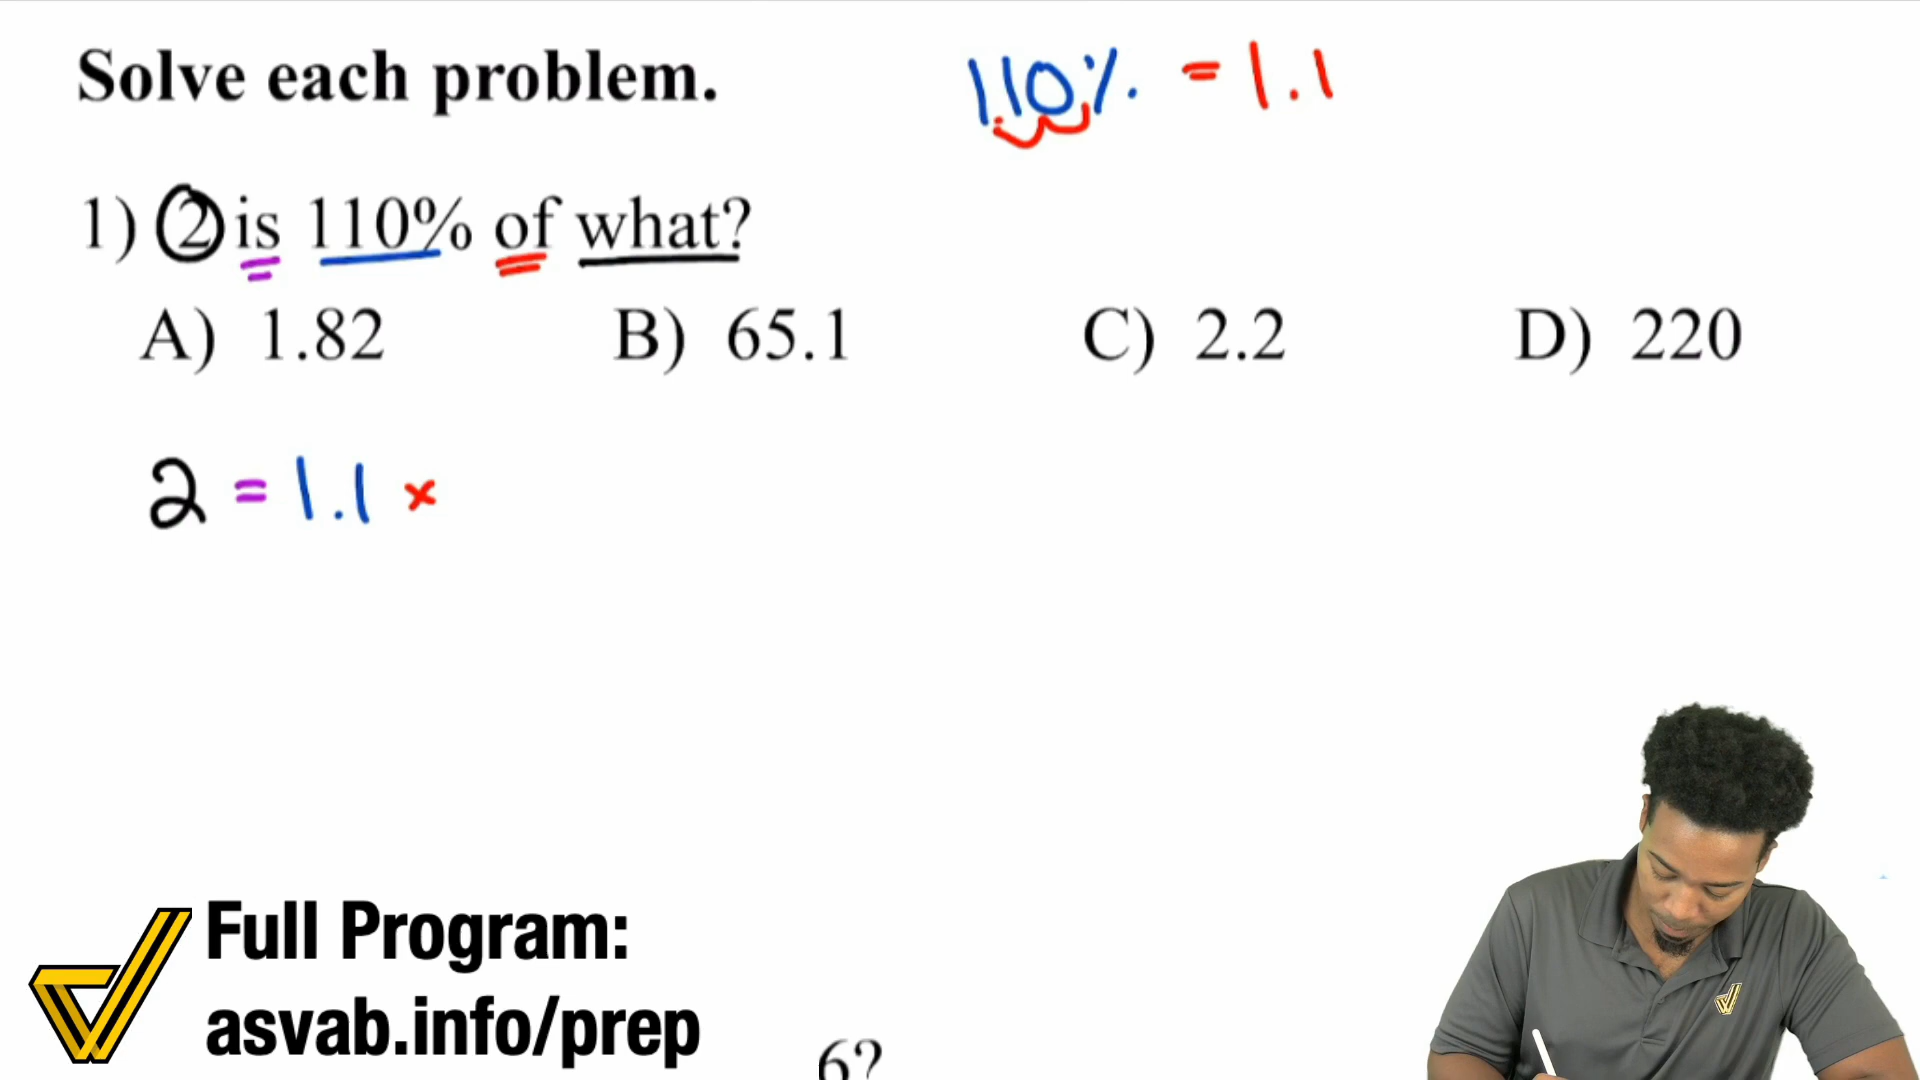 Solve each problem.
110% = 1.1
1) 2 is 110% of what?
A) 1.82 B) 65.1 C) 2.2 D) 220
2 = 1.1 ×
Full Program:
asvab.info/prep
6?